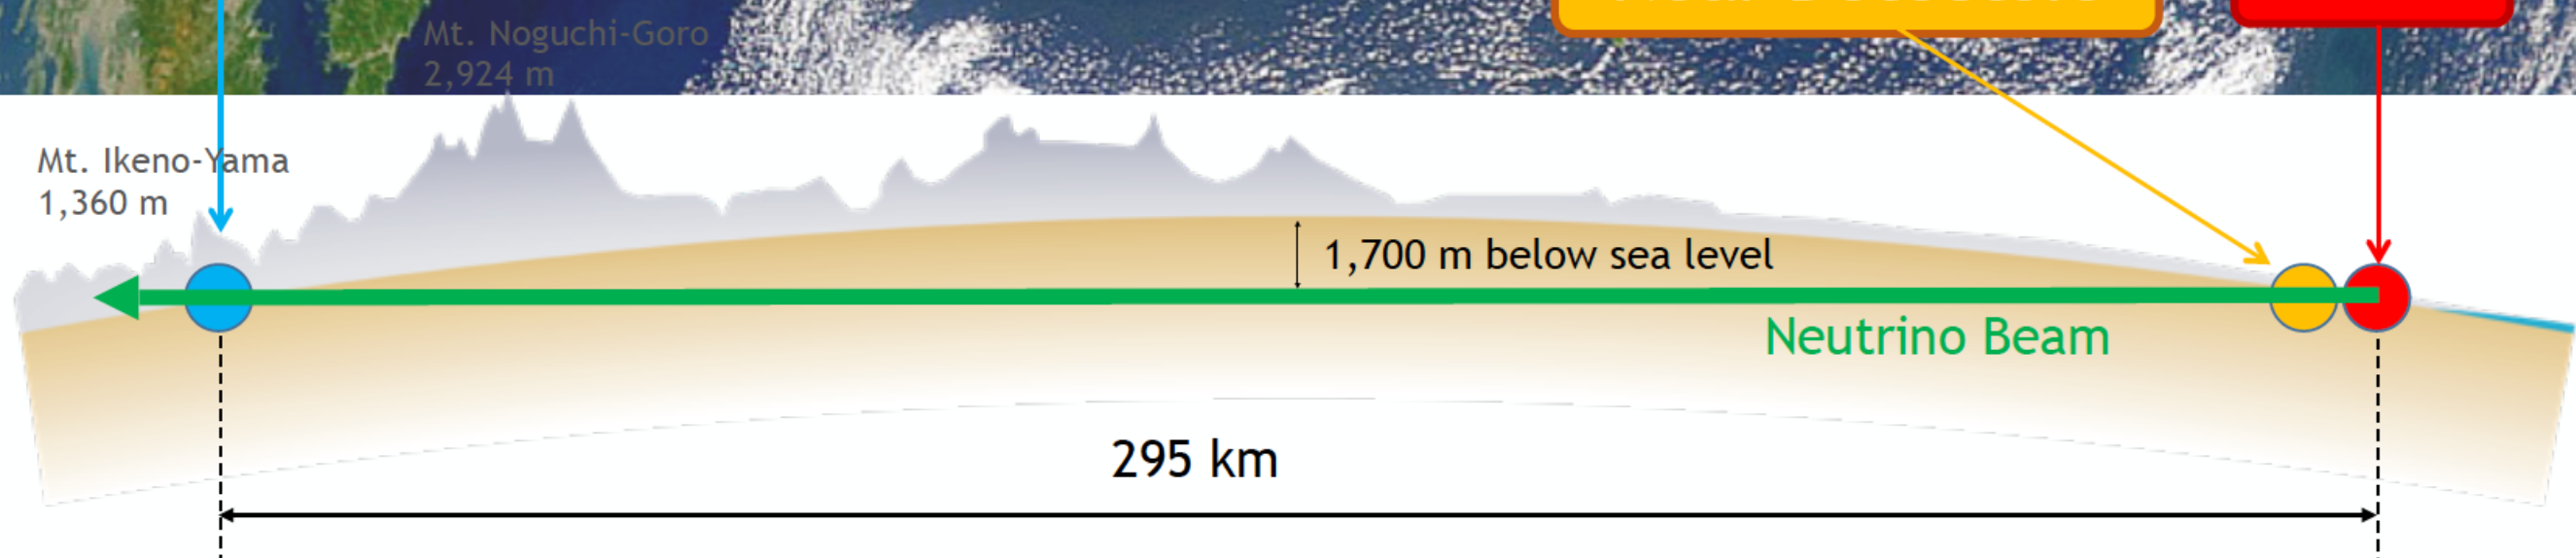 Mt. Noguchi-Goro
2,924 m
Mt. Ikeno-Yama
1,360 m
1,700 m below sea level
Neutrino Beam
295 km